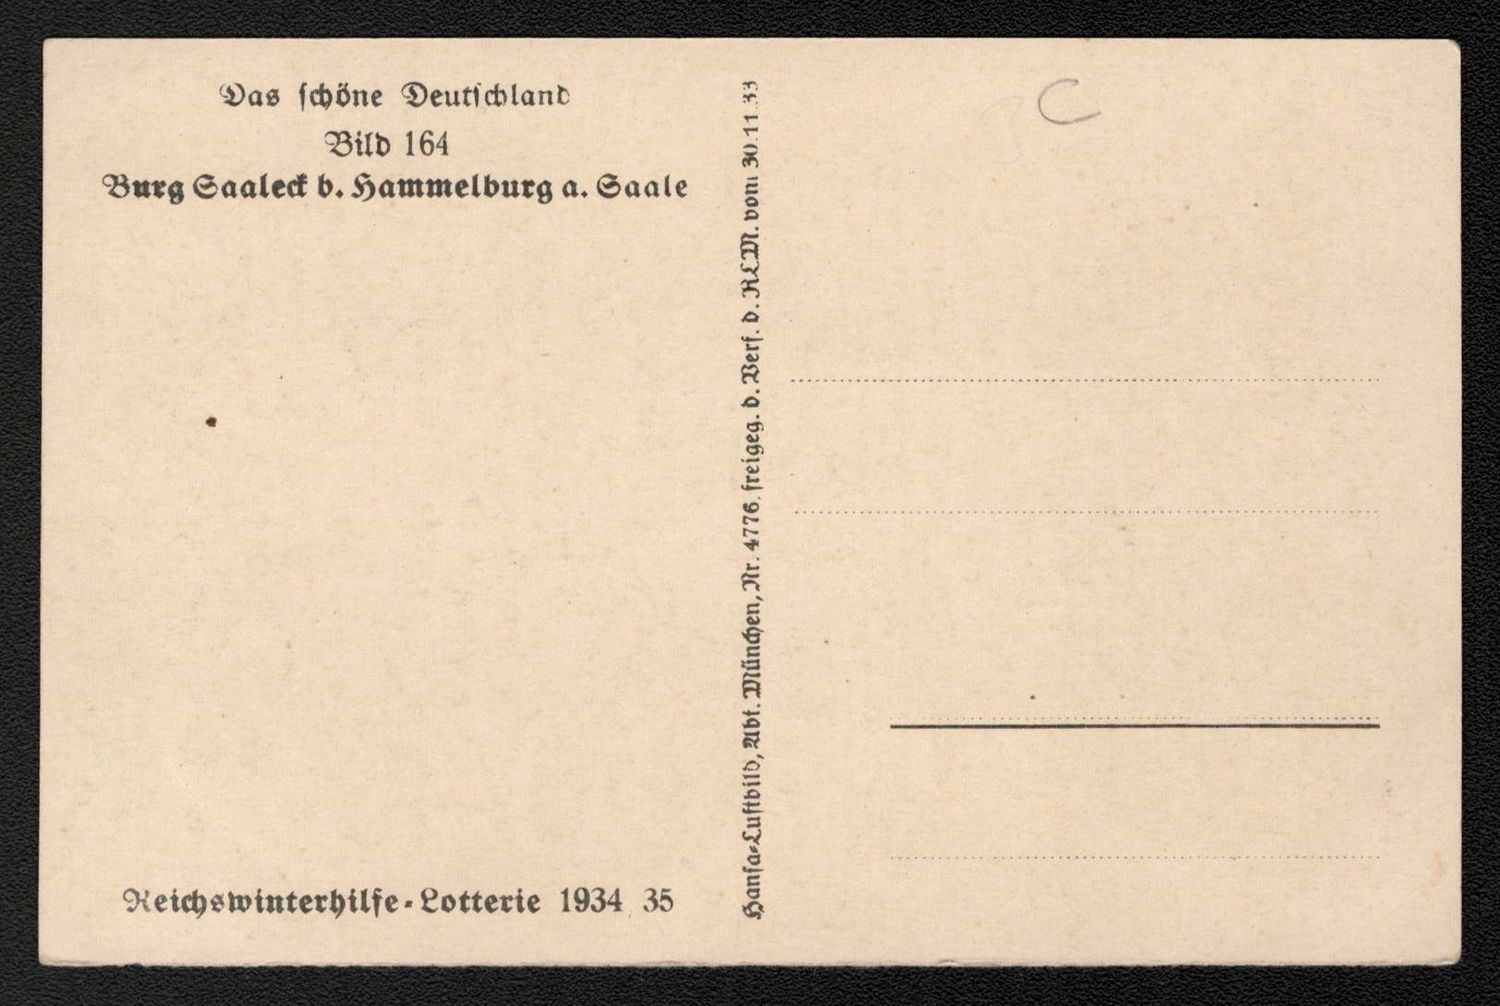 Das schöne Deutschland
Bild 164
Burg Saaleck b. Hammelburg a. Saale
Reichswinterhilfe-Lotterie 1934 35
Hansa-Luftbild, Abt. München, Nr. 4776. freigeg. d. Verf. d. RLM. vom 30.11.33